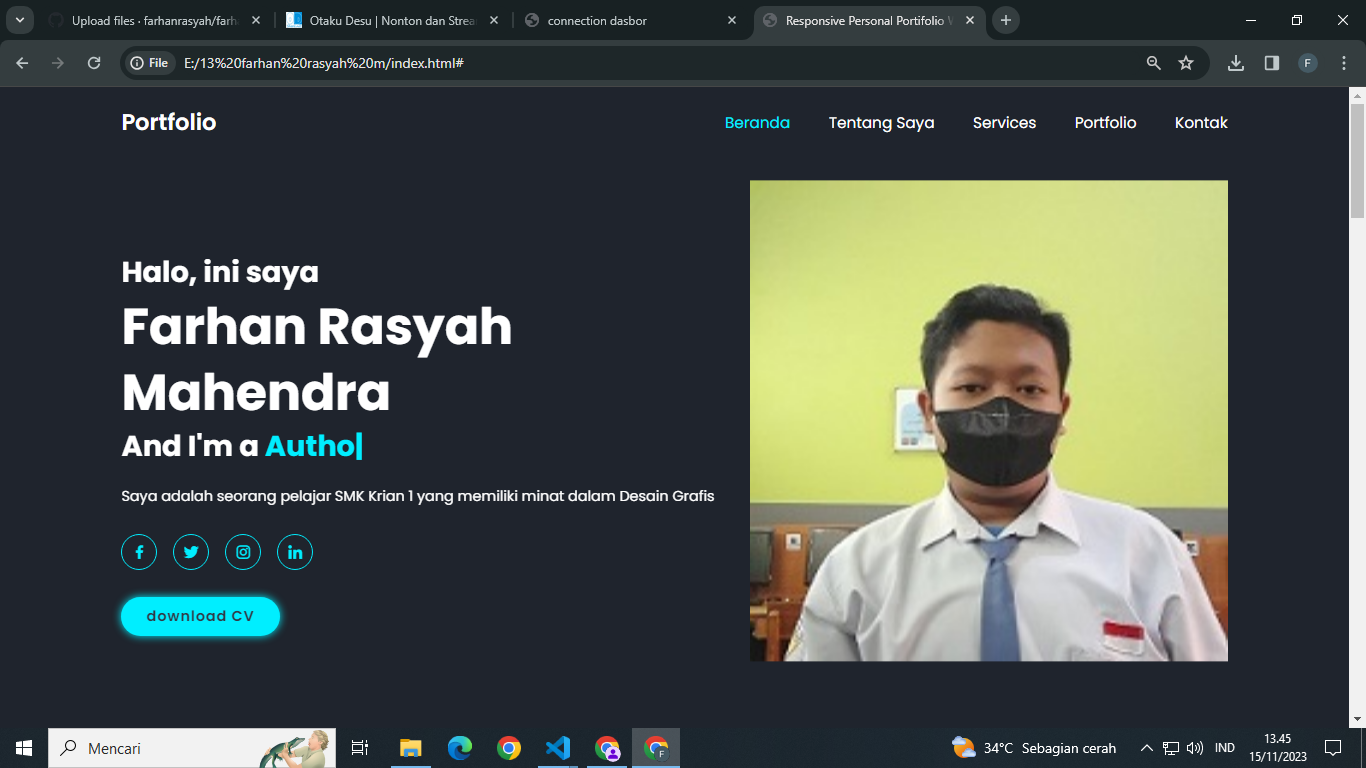 Upload files · farhanrasyah/farh
Otaku Desu | Nonton dan Strea
connection dasbor
Responsive Personal Portifolio W
File
E:/13%20farhan%20rasyah%20m/index.html#
F
Portfolio
Beranda
Tentang Saya
Services
Portfolio
Kontak
Halo, ini saya
Farhan Rasyah
Mahendra
And I'm a Autho|
Saya adalah seorang pelajar SMK Krian 1 yang memiliki minat dalam Desain Grafis
download CV
Mencari
34°C Sebagian cerah
IND
13.45
15/11/2023